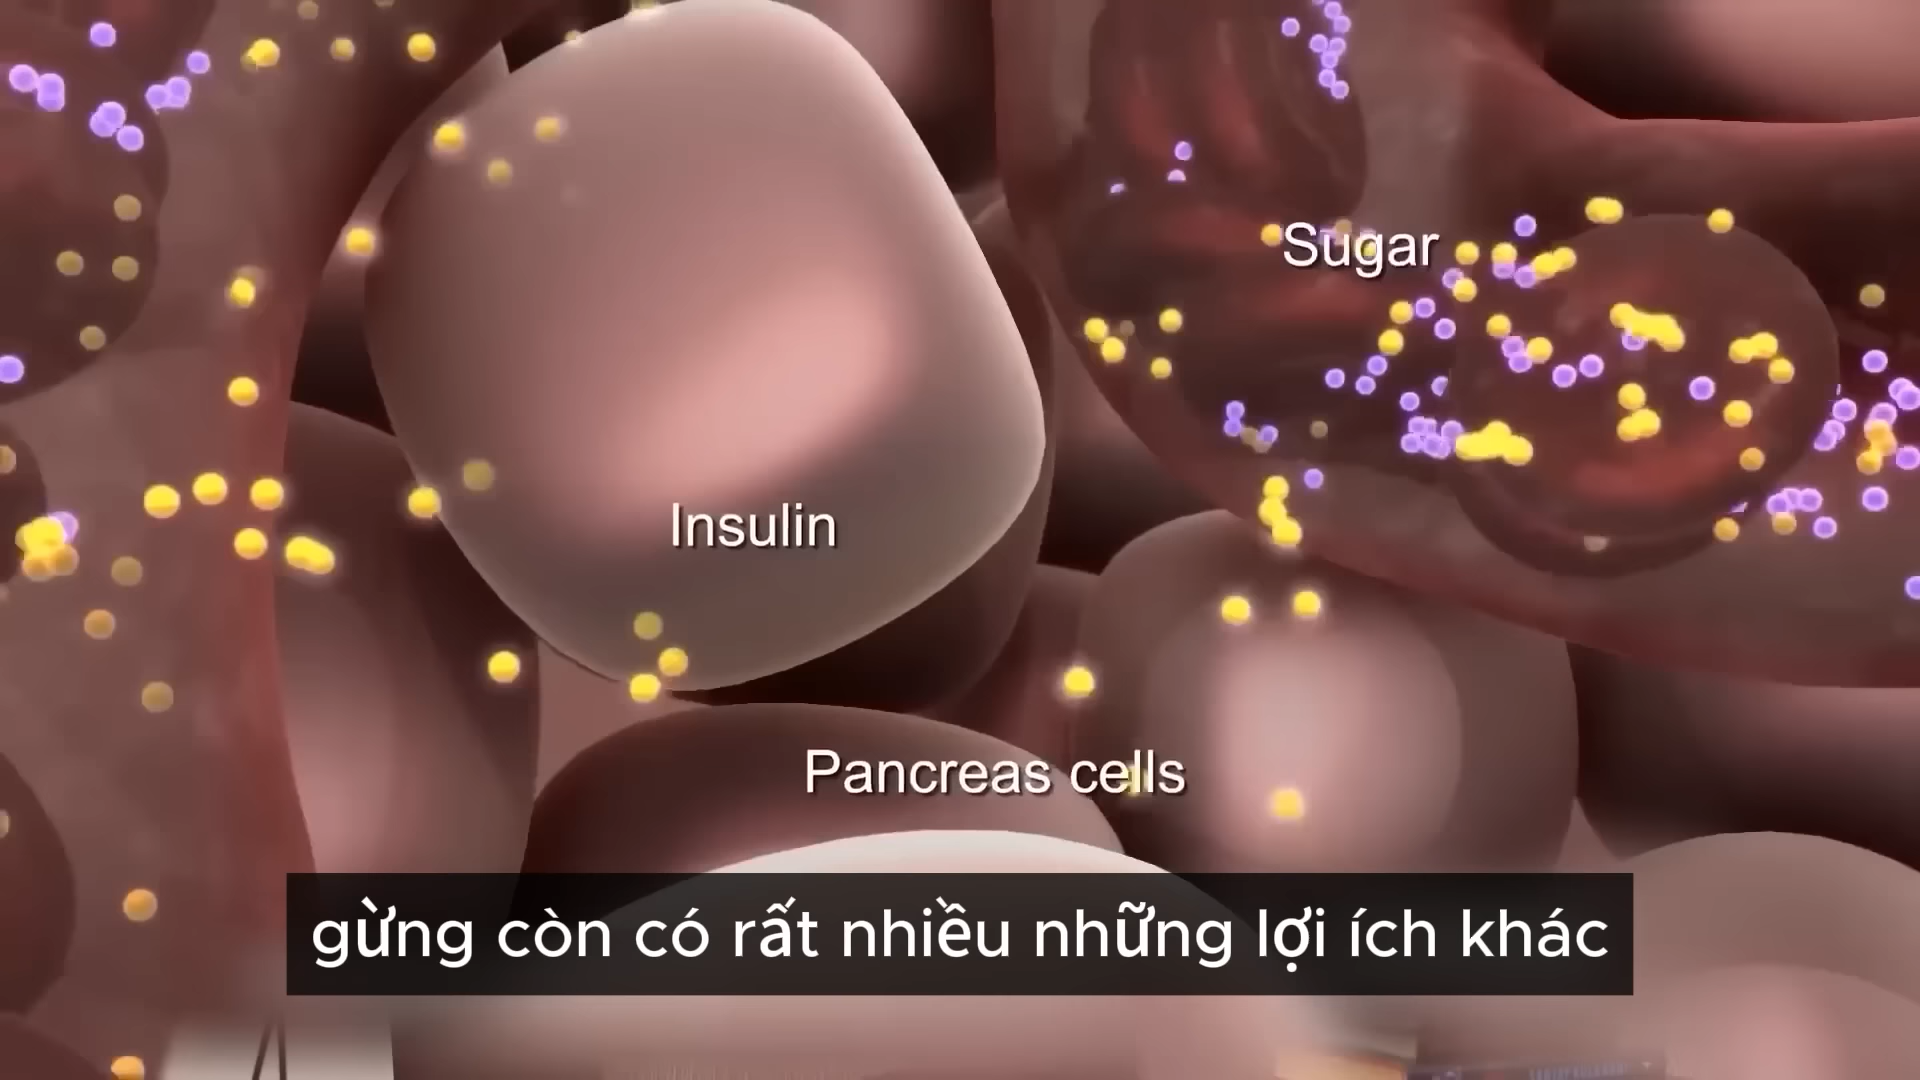 Sugar
Insulin
Pancreas cells
gừng còn có rất nhiều những lợi ích khác